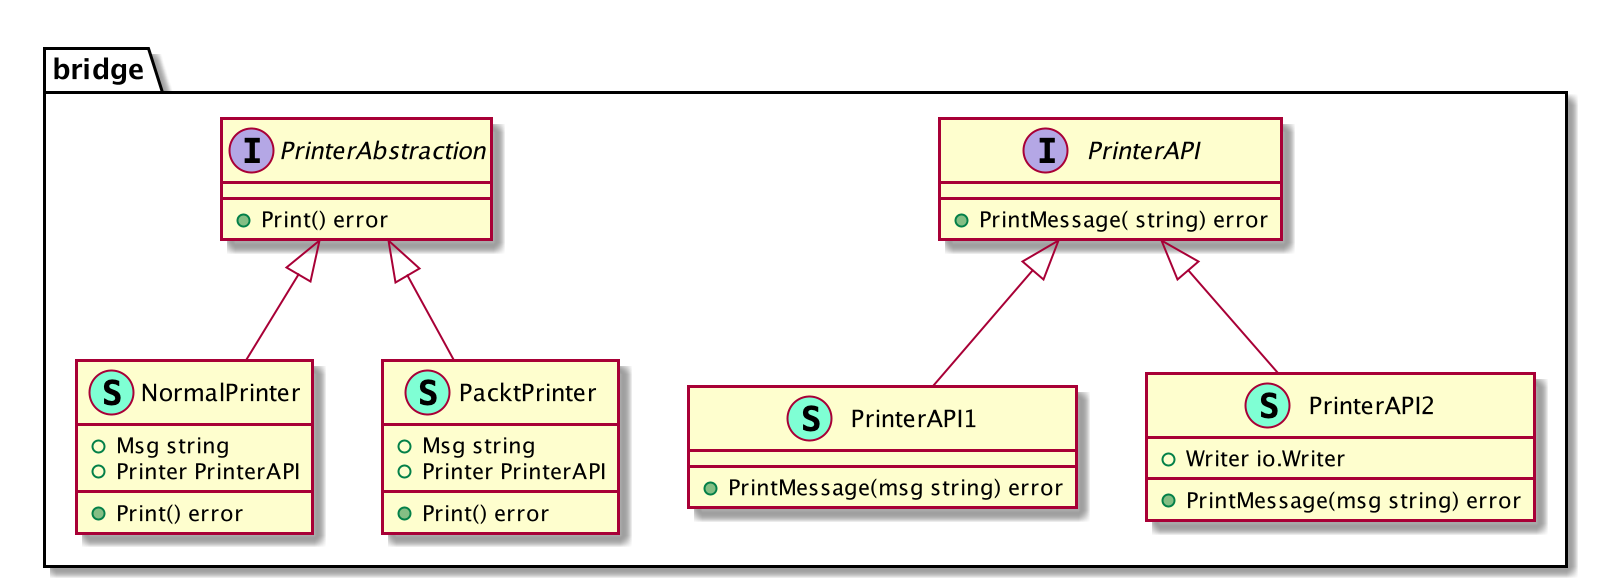 bridge
I PrinterAbstraction
Print() error
I PrinterAPI
PrintMessage( string) error
S NormalPrinter
Msg string
Printer PrinterAPI
Print() error
S PacktPrinter
Msg string
Printer PrinterAPI
Print() error
S PrinterAPI1
PrintMessage(msg string) error
S PrinterAPI2
Writer io.Writer
PrintMessage(msg string) error